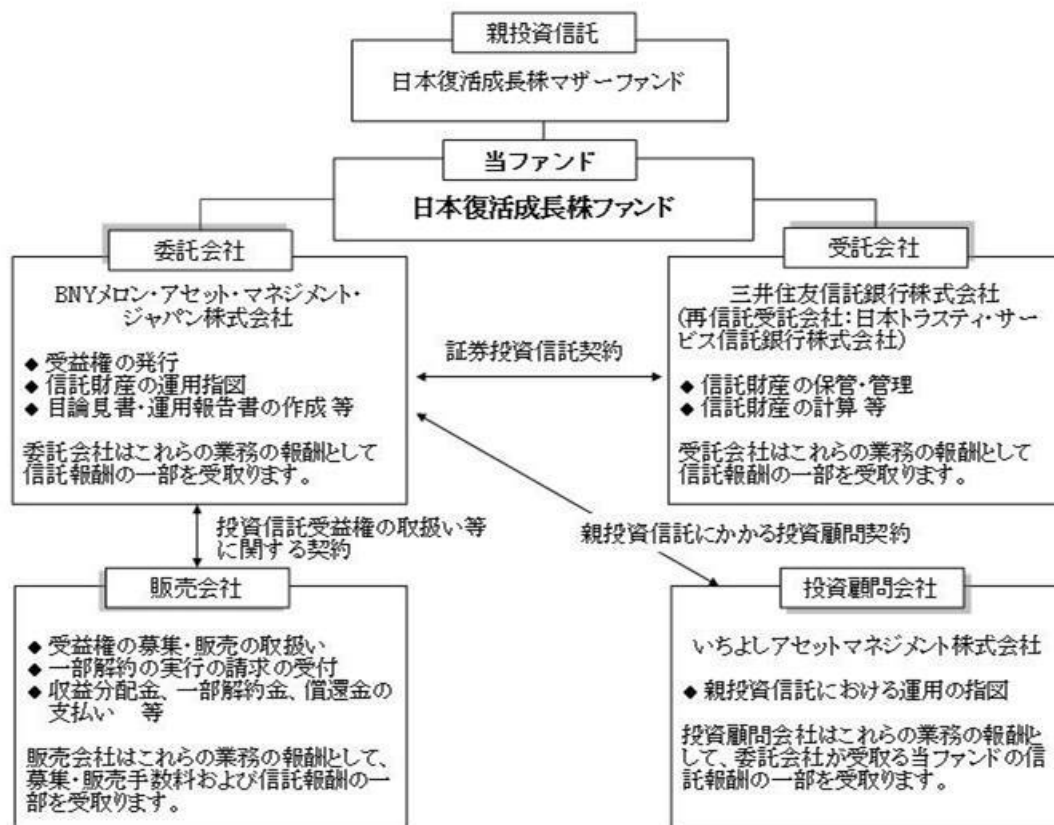 親投資信託
日本復活成長株マザーファンド
当ファンド
日本復活成長株ファンド
委託会社
BNYメロン・アセット・マネジメント・
ジャパン株式会社
◆ 受益権の発行
◆ 信託財産の運用指図
◆ 目論見書・運用報告書の作成 等
委託会社はこれらの業務の報酬として
信託報酬の一部を受取ります。
証券投資信託契約
受託会社
三井住友信託銀行株式会社
(再信託受託会社:日本トラスティ・サー
ビス信託銀行株式会社)
◆ 信託財産の保管・管理
◆ 信託財産の計算 等
受託会社はこれらの業務の報酬として
信託報酬の一部を受取ります。
投資信託受益権の取扱い等
に関する契約
親投資信託にかかる投資顧問契約
販売会社
◆ 受益権の募集・販売の取扱い
◆ 一部解約の実行の請求の受付
◆ 収益分配金、一部解約金、償還金の
支払い 等
販売会社はこれらの業務の報酬として、
募集・販売手数料および信託報酬の一
部を受取ります。
投資顧問会社
いちよしアセットマネジメント株式会社
◆ 親投資信託における運用の指図
投資顧問会社はこれらの業務の報酬と
して、委託会社が受取る当ファンドの信
託報酬の一部を受取ります。